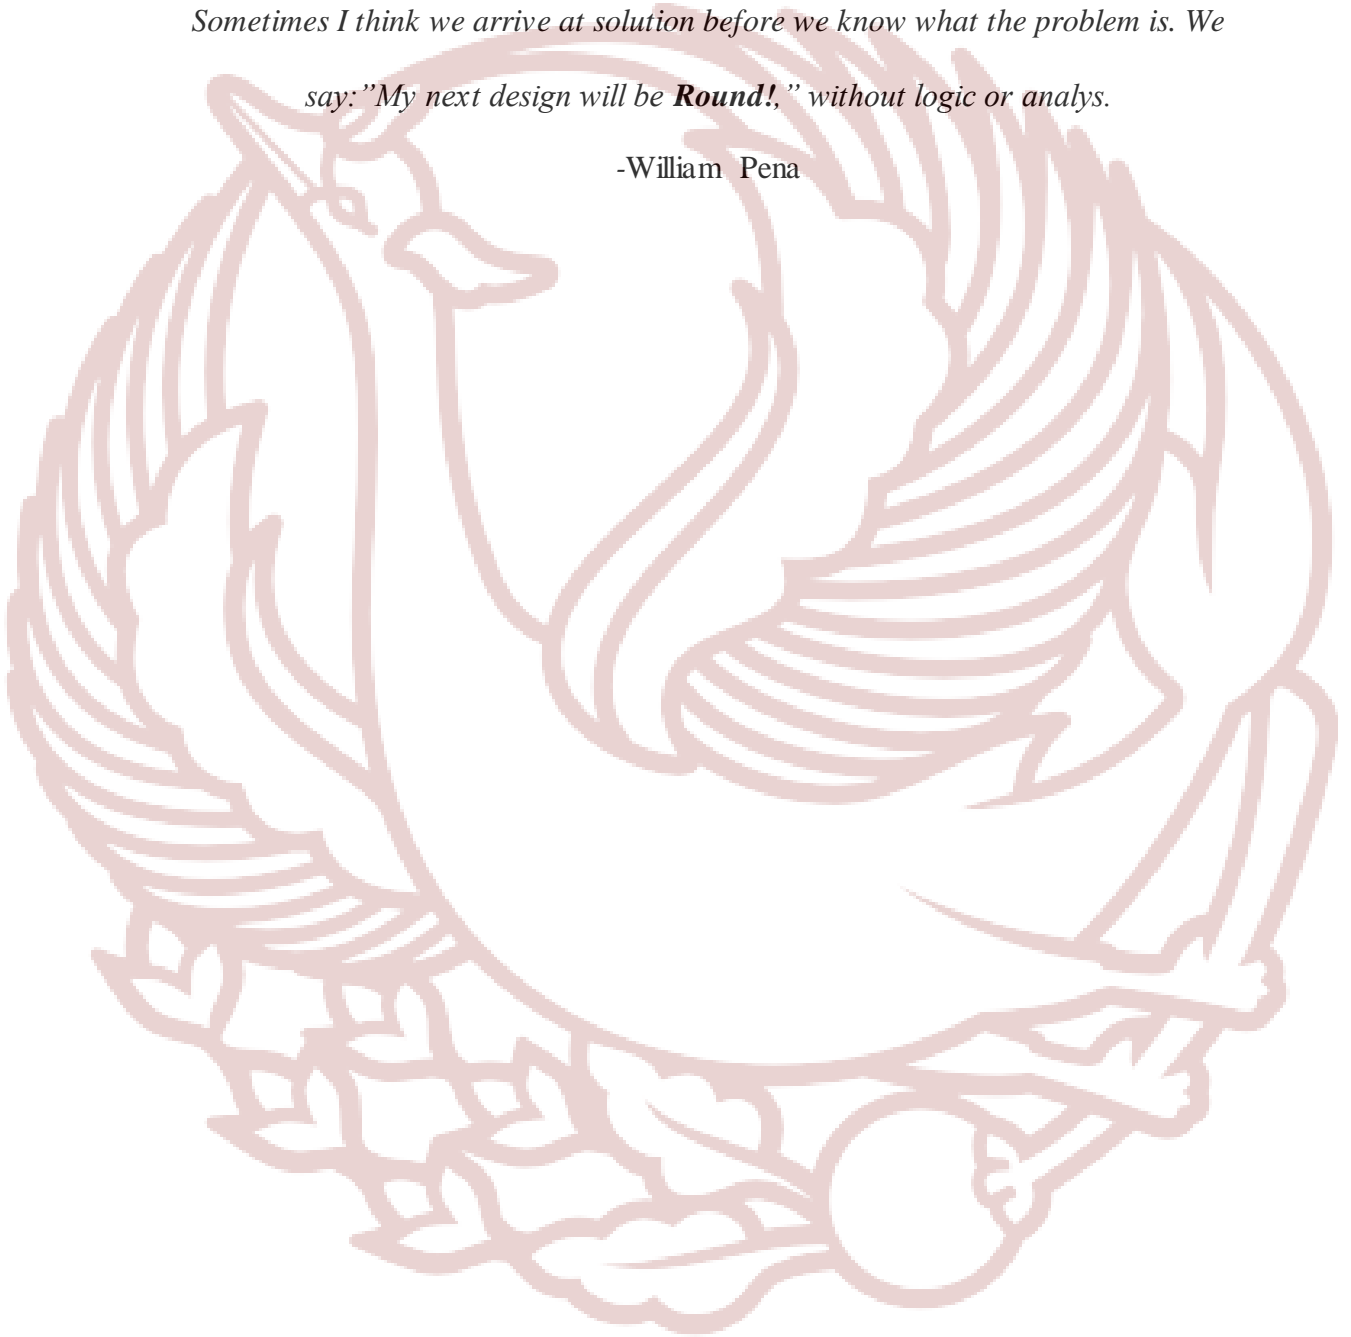 Sometimes I think we arrive at solution before we know what the problem is. We
say:”My next design will be Round!,” without logic or analys.
-William Pena